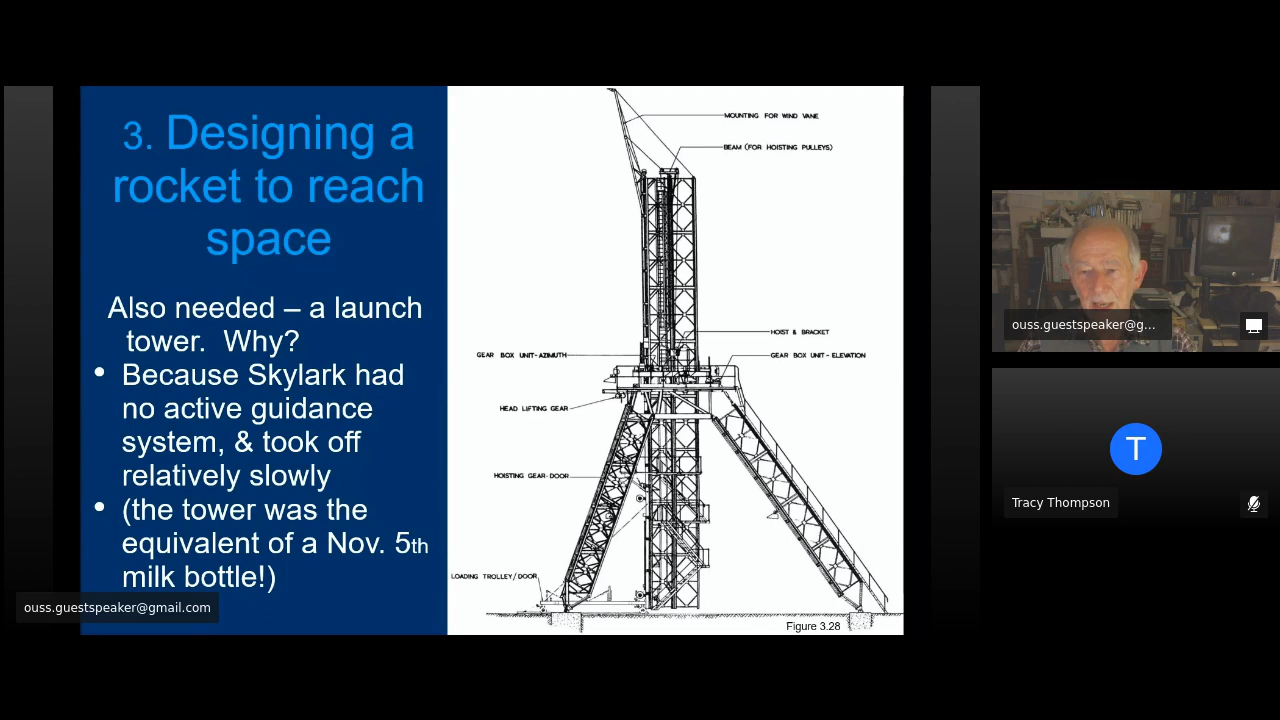 3. Designing a
rocket to reach
space
Also needed – a launch
tower.  Why?
• Because Skylark had
no active guidance
system, & took off
relatively slowly
• (the tower was the
equivalent of a Nov. 5th
milk bottle!)
MOUNTING FOR WIND VANE
BEAM (FOR HOISTING PULLEYS)
HOIST & BRACKET
GEAR BOX UNIT-AZIMUTH
GEAR BOX UNIT - ELEVATION
HEAD LIFTING GEAR
HOISTING GEAR-DOOR
LOADING TROLLEY/DOOR
Figure 3.28
ouss.guestspeaker@gmail.com
ouss.guestspeaker@g...
T
Tracy Thompson